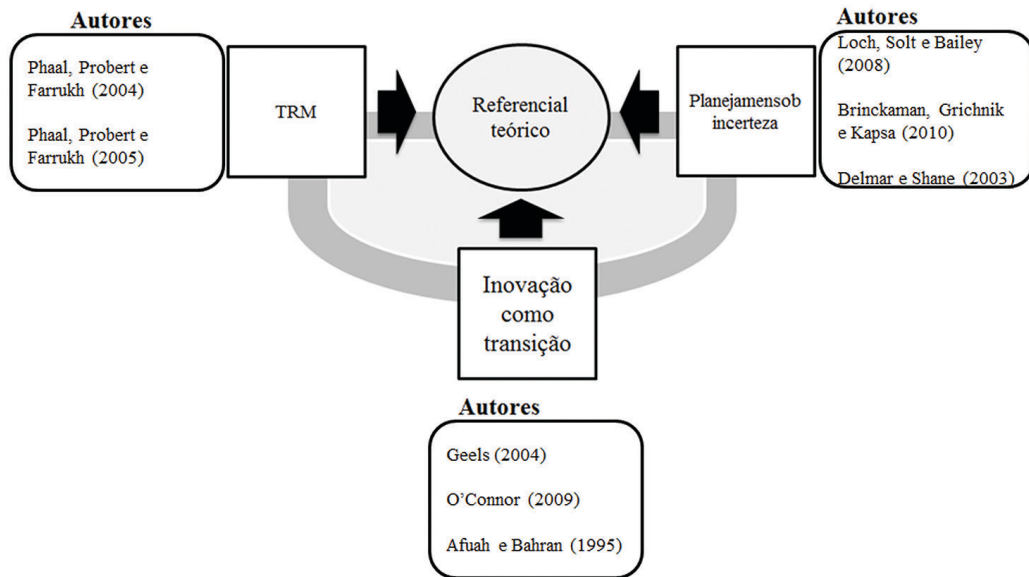 Autores
Phaal, Probert e
Farrukh (2004)
Phaal, Probert e
Farrukh (2005)
TRM
Referencial
teórico
Planejamensob
incerteza
Autores
Loch, Solt e Bailey
(2008)
Brinckaman, Grichnik
e Kapsa (2010)
Delmar e Shane (2003)
Inovação
como
transição
Autores
Geels (2004)
O’Connor (2009)
Afuah e Bahran (1995)